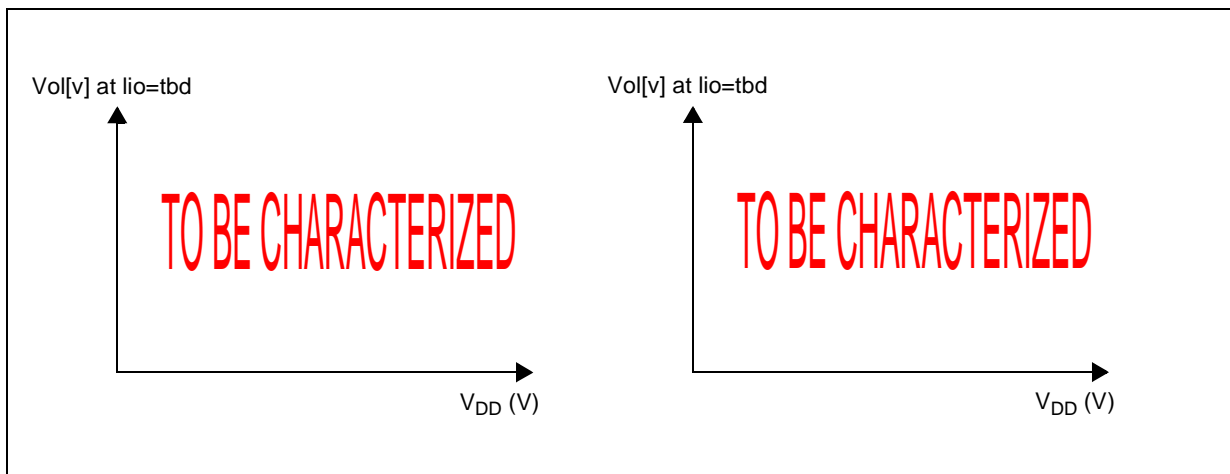 Vol[v] at Iio=tbd
TO BE CHARACTERIZED
VDD (V)
Vol[v] at Iio=tbd
TO BE CHARACTERIZED
VDD (V)